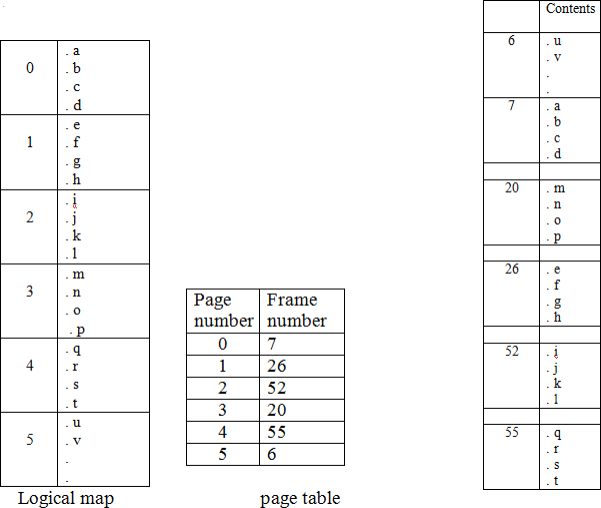 0
. a
. b
. c
. d
1
. e
. f
. g
. h
2
. i
. j
. k
. l
3
. m
. n
. o
. p
4
. q
. r
. s
. t
5
. u
. v
.
.
Logical map
Page number Frame number
0 7
1 26
2 52
3 20
4 55
5 6
page table
Contents
6
. u
. v
.
.
7
. a
. b
. c
. d
20
. m
. n
. o
. p
26
. e
. f
. g
. h
52
. i
. j
. k
. l
55
. q
. r
. s
. t